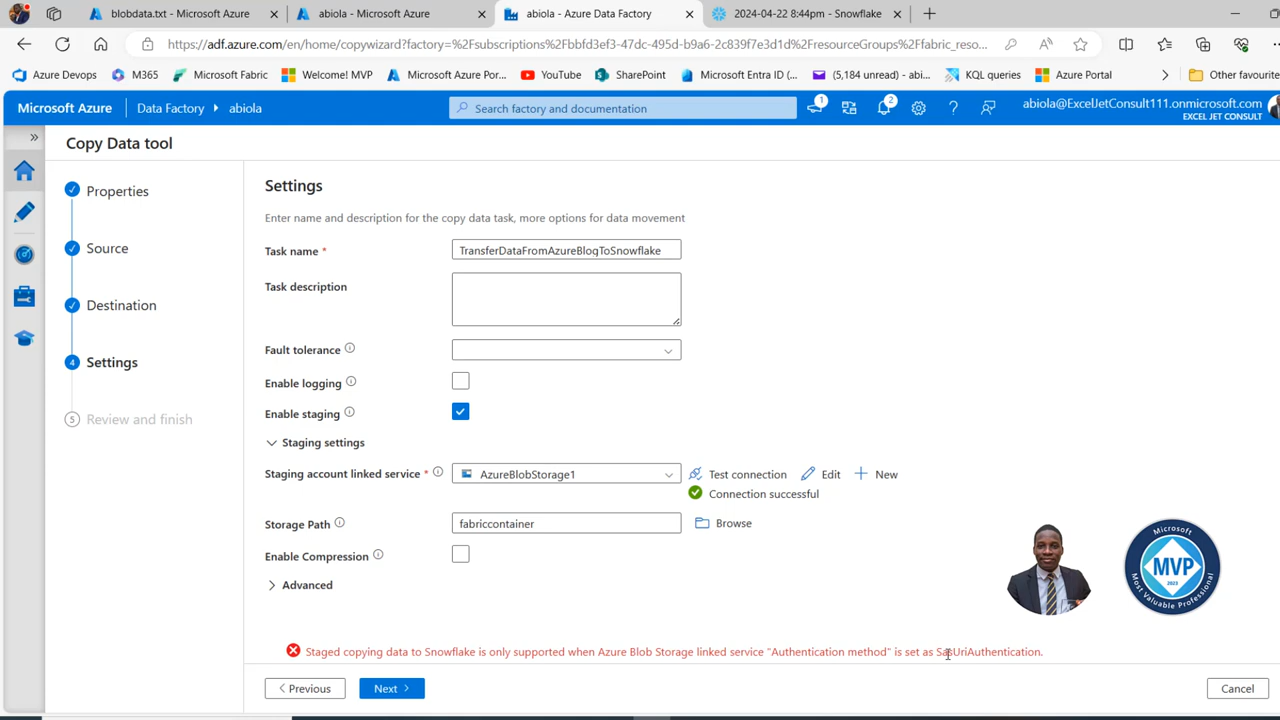 blobdata.txt - Microsoft Azure
abiola - Microsoft Azure
abiola - Azure Data Factory
2024-04-22 8:44pm - Snowflake
https://adf.azure.com/en/home/copywizard?factory=%2Fsubscriptions%2Fbbfd3ef3-47dc-495d-b9a6-2c839f7e3d1d%2FresourceGroups%2Ffabric_reso...
Azure Devops
M365
Microsoft Fabric
Welcome! MVP
Microsoft Azure Por...
YouTube
SharePoint
Microsoft Entra ID (...
(5,184 unread) - abi...
KQL queries
Azure Portal
Other favourite
Microsoft Azure
Data Factory
abiola
Search factory and documentation
1
2
abiola@ExcelJetConsult111.onmicrosoft.com
EXCEL JET CONSULT
Copy Data tool
Properties
Source
Destination
4 Settings
5 Review and finish
Settings
Enter name and description for the copy data task, more options for data movement
Task name *
TransferDataFromAzureBlogToSnowflake
Task description
Fault tolerance
Enable logging
Enable staging
Staging settings
Staging account linked service *
AzureBlobStorage1
Test connection
Edit
New
Connection successful
Storage Path
fabriccontainer
Browse
Enable Compression
Advanced
Microsoft
MVP
2023
Most Valuable Professional
Staged copying data to Snowflake is only supported when Azure Blob Storage linked service "Authentication method" is set as SasUriAuthentication.
Previous
Next
Cancel